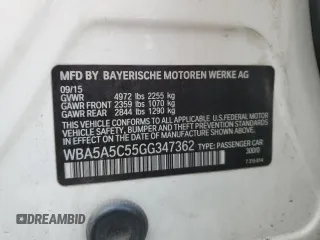 MFD BY BAYERISCHE MOTOREN WERKE AG
09/15
GVWR 4972 lbs 2255 kg
GAWR FRONT 2359 lbs 1070 kg
GAWR REAR 2844 lbs 1290 kg
THIS VEHICLE CONFORMS TO ALL APPLICABLE U.S. FEDERAL MOTOR
VEHICLE SAFETY, BUMPER, AND THEFT PREVENTION STANDARDS IN
EFFECT ON THE DATE OF MANUFACTURE SHOWN ABOVE.
WBA5A5C55GG347362 TYPE: PASSENGER CAR
300/0
DREAMBID